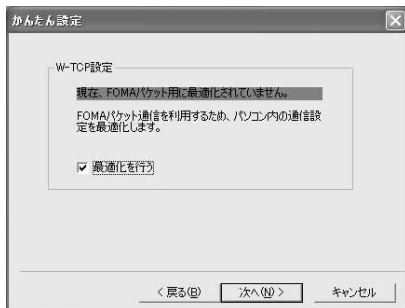 かんたん設定
W-TCP設定
現在、FOMAパケット用に最適化されていません。
FOMAパケット通信を利用するため、パソコン内の通信設
定を最適化します。
最適化を行う
< 戻る(B)
次へ(N) >
キャンセル